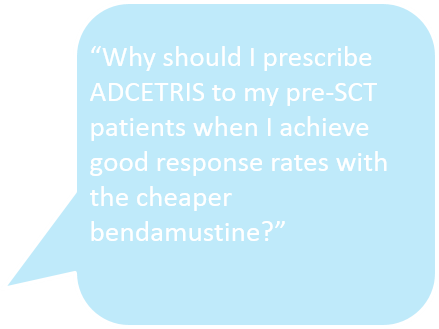 “Why should I prescribe
ADCETRIS to my pre-SCT
patients when I achieve
good response rates with
the cheaper
bendamustine?”